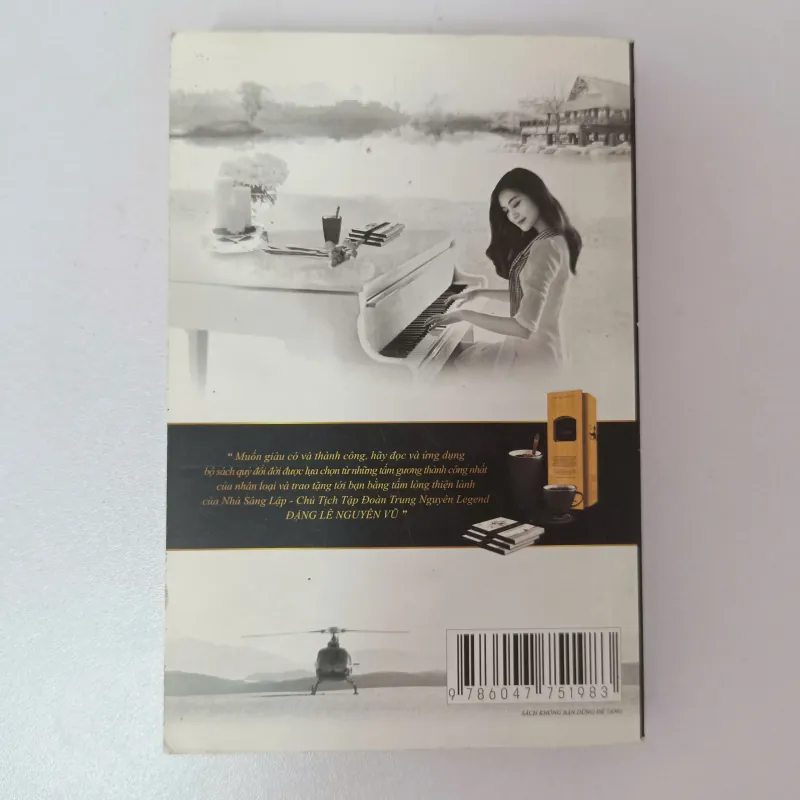 “ Muốn giàu có và thành công, hãy đọc và ứng dụng
bộ sách quý đổi đời được lựa chọn từ những tấm gương thành công nhất
của nhân loại và trao tặng tới bạn bằng tấm lòng thiện lành
của Nhà Sáng Lập - Chủ Tịch Tập Đoàn Trung Nguyên Legend
ĐẶNG LÊ NGUYÊN VŨ ”
9 786047 751983
SÁCH KHÔNG BÁN DÙNG ĐỂ TẶNG